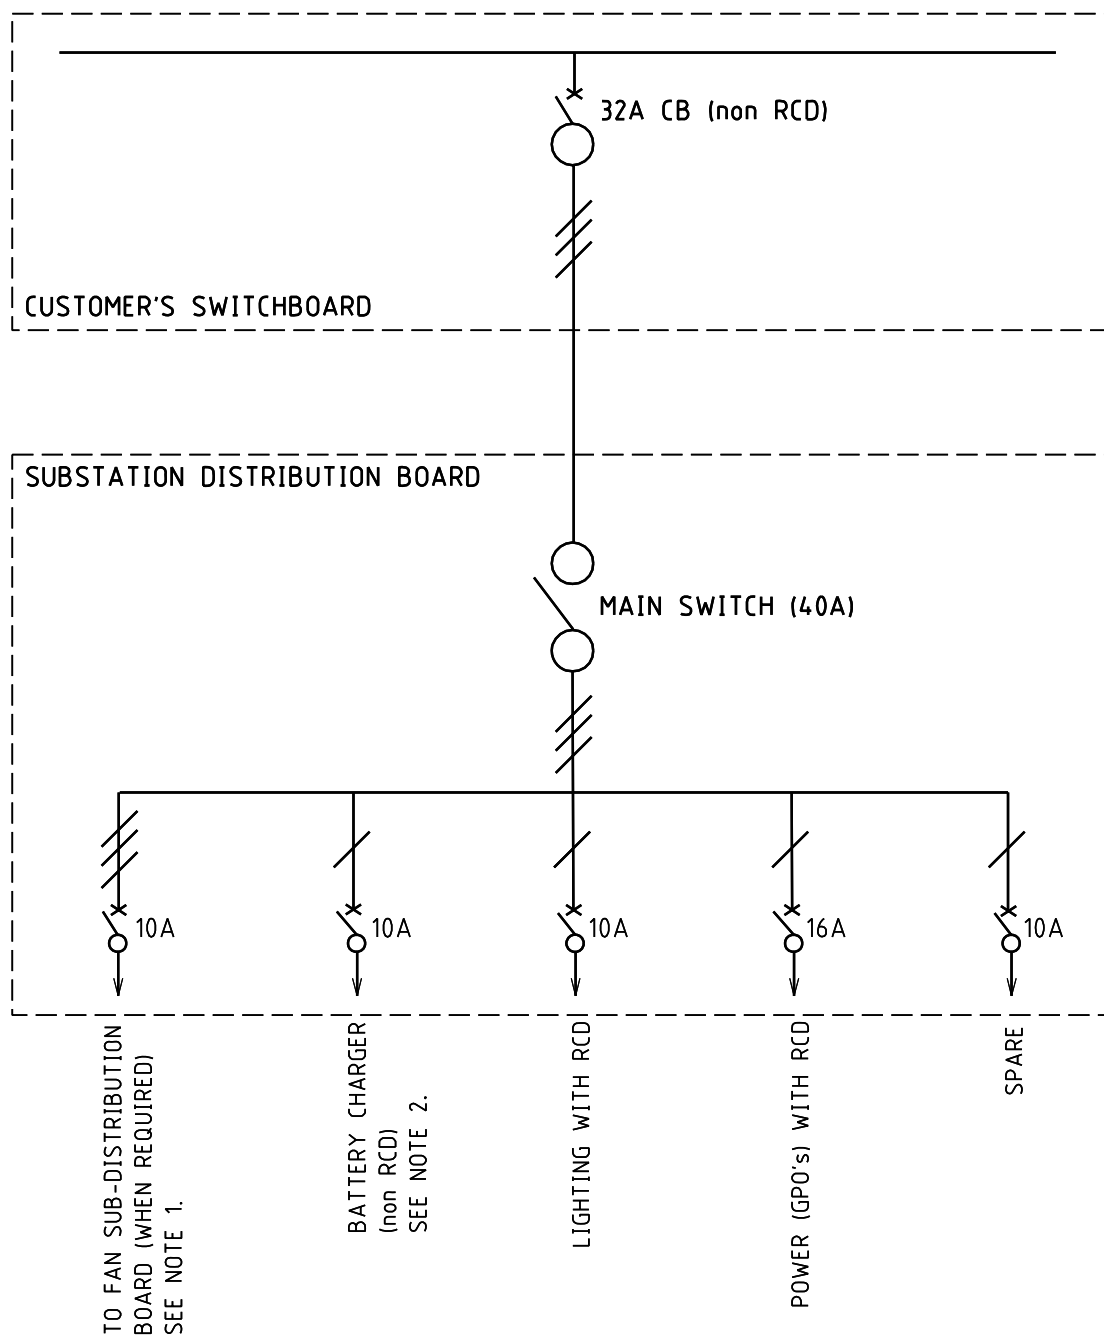 32A CB (non RCD)
CUSTOMER'S SWITCHBOARD
SUBSTATION DISTRIBUTION BOARD
MAIN SWITCH (40A)
10A
10A
10A
16A
10A
TO FAN SUB-DISTRIBUTION
BOARD (WHEN REQUIRED)
SEE NOTE 1.
BATTERY CHARGER
(non RCD)
SEE NOTE 2.
LIGHTING WITH RCD
POWER (GPO's) WITH RCD
SPARE